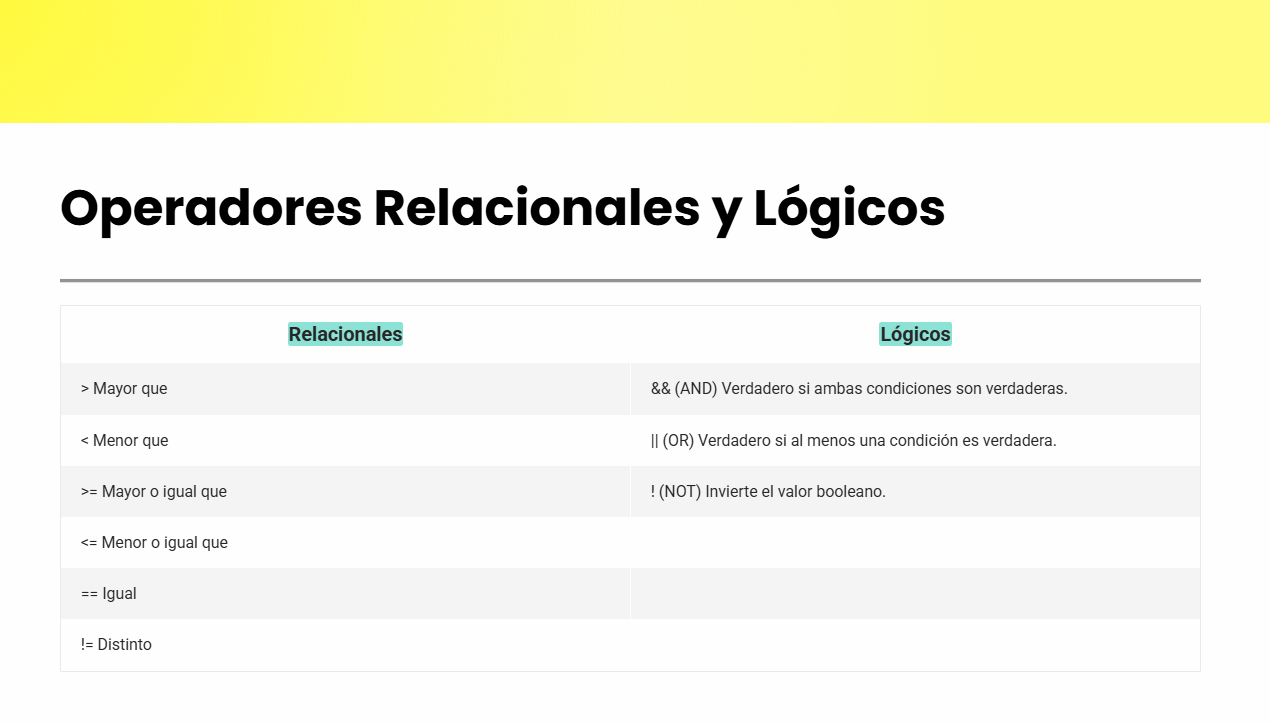 Operadores Relacionales y Lógicos
Relacionales
Lógicos
> Mayor que
&& (AND) Verdadero si ambas condiciones son verdaderas.
< Menor que
|| (OR) Verdadero si al menos una condición es verdadera.
>= Mayor o igual que
! (NOT) Invierte el valor booleano.
<= Menor o igual que
== Igual
!= Distinto